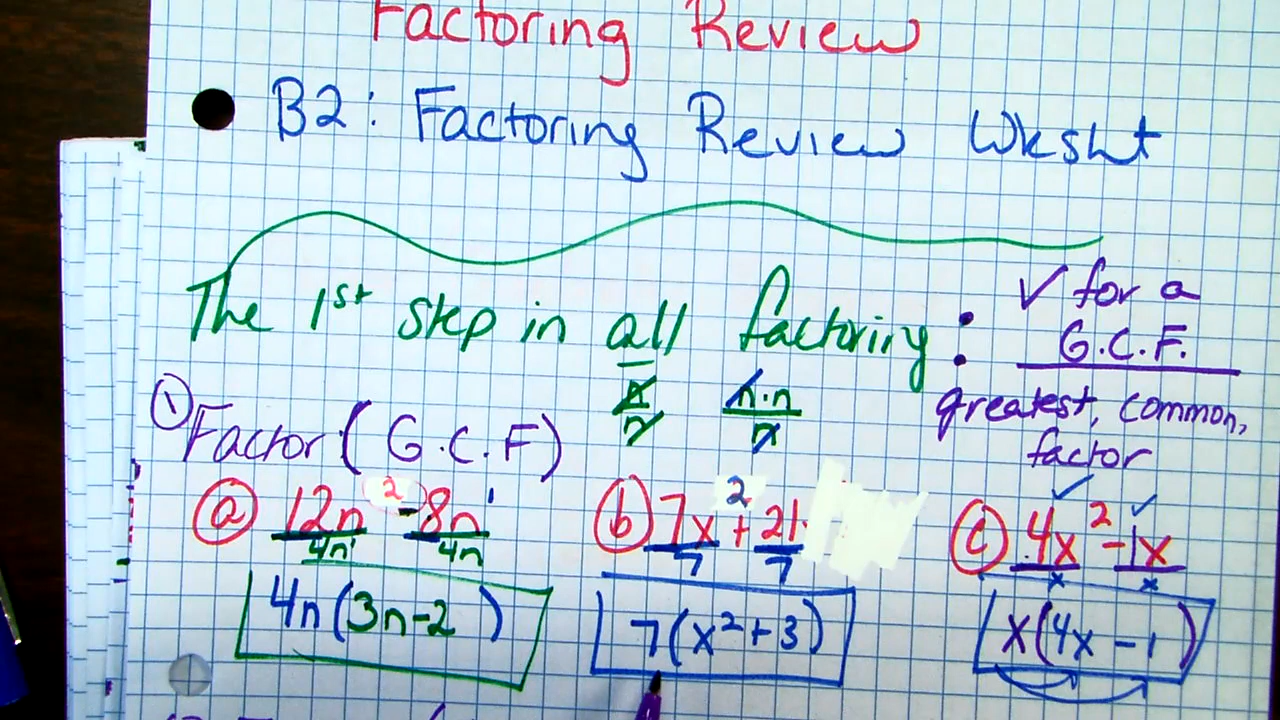 Factoring Review
B2: Factoring Review Wksht
The 1st step in all factoring : ✓ for a
G.C.F.
greatest, common,
factor
n/n n·n/n
① Factor (G.C.F)
ⓐ 12n² - 8n¹ ⓑ 7x² + 21 ⓒ 4x² - 1x
4n¹ 4n 7 7 x x
4n(3n-2 ) 7(x²+3) x(4x - 1)